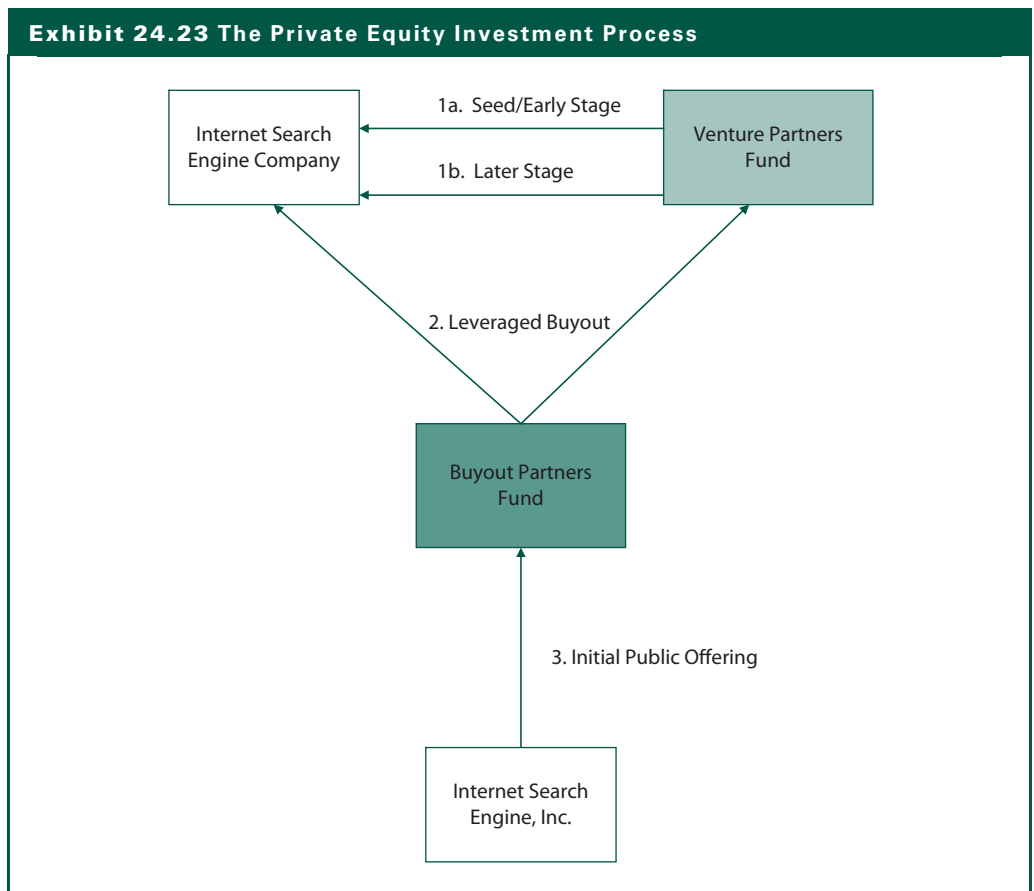 Exhibit 24.23 The Private Equity Investment Process
Internet Search
Engine Company
1a. Seed/Early Stage
1b. Later Stage
Venture Partners
Fund
2. Leveraged Buyout
Buyout Partners
Fund
3. Initial Public Offering
Internet Search
Engine, Inc.